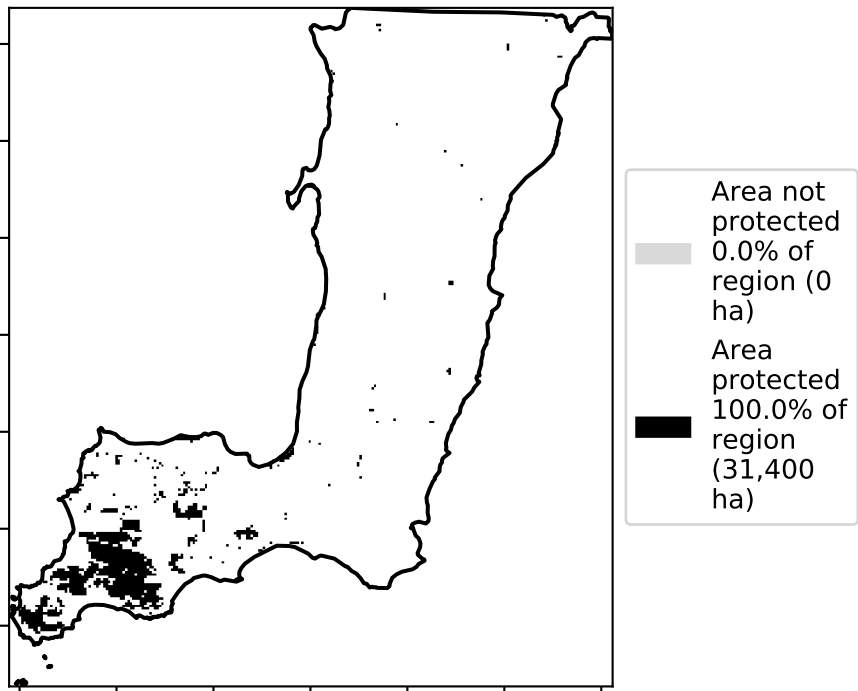 Area not
protected
0.0% of
region (0
ha)
Area
protected
100.0% of
region
(31,400
ha)